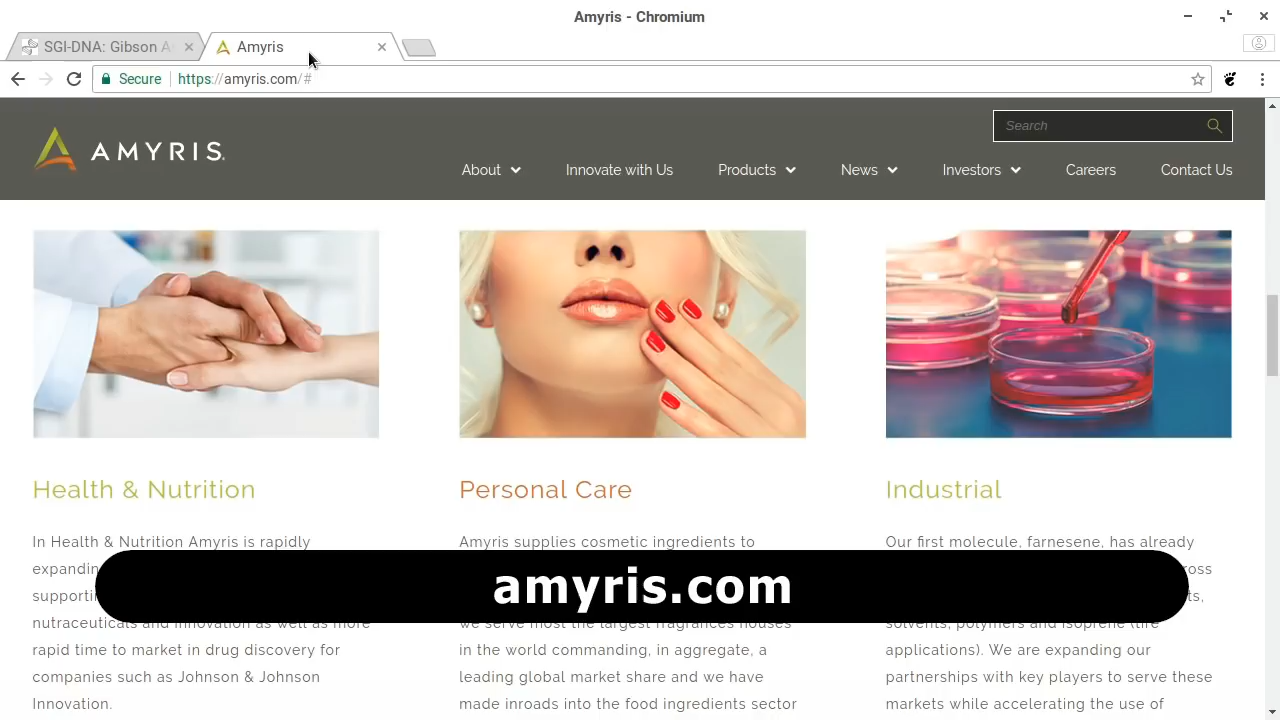 Amyris - Chromium
SGI-DNA: Gibson A
Amyris
Secure
https://amyris.com/#
Search
AMYRIS.
About
Innovate with Us
Products
News
Investors
Careers
Contact Us
Health & Nutrition
In Health & Nutrition Amyris is rapidly
nutraceuticals and innovation as well as more
rapid time to market in drug discovery for
companies such as Johnson & Johnson
Innovation.
Personal Care
Amyris supplies cosmetic ingredients to
we serve most the largest fragrances houses
in the world commanding, in aggregate, a
leading global market share and we have
made inroads into the food ingredients sector
Industrial
Our first molecule, farnesene, has already
solvents, polymers and isoprene (tire
applications). We are expanding our
partnerships with key players to serve these
markets while accelerating the use of
amyris.com